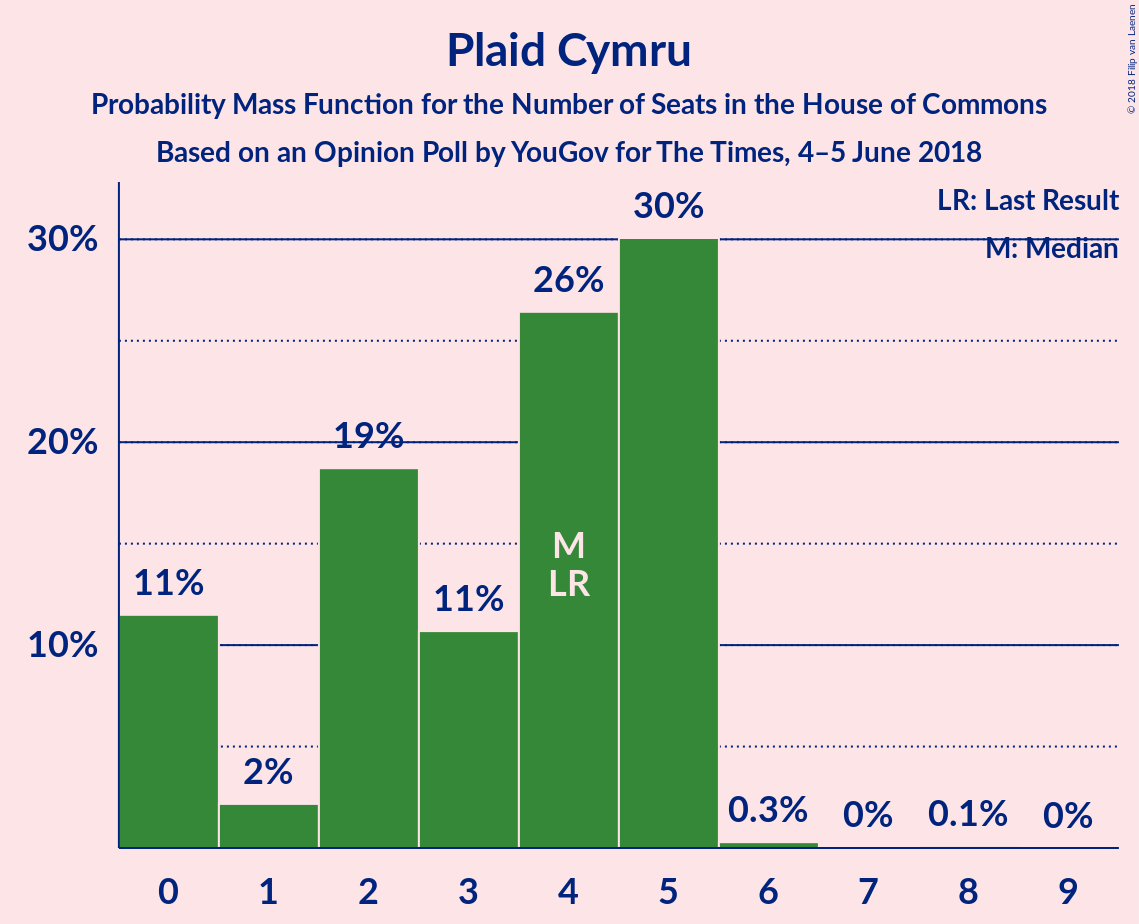 Plaid Cymru
Probability Mass Function for the Number of Seats in the House of Commons
Based on an Opinion Poll by YouGov for The Times, 4–5 June 2018
© 2018 Filip van Laenen
LR: Last Result
M: Median
30%
20%
10%
11%
2%
19%
11%
26%
30%
0.3%
0%
0.1%
0%
M
LR
0 1 2 3 4 5 6 7 8 9